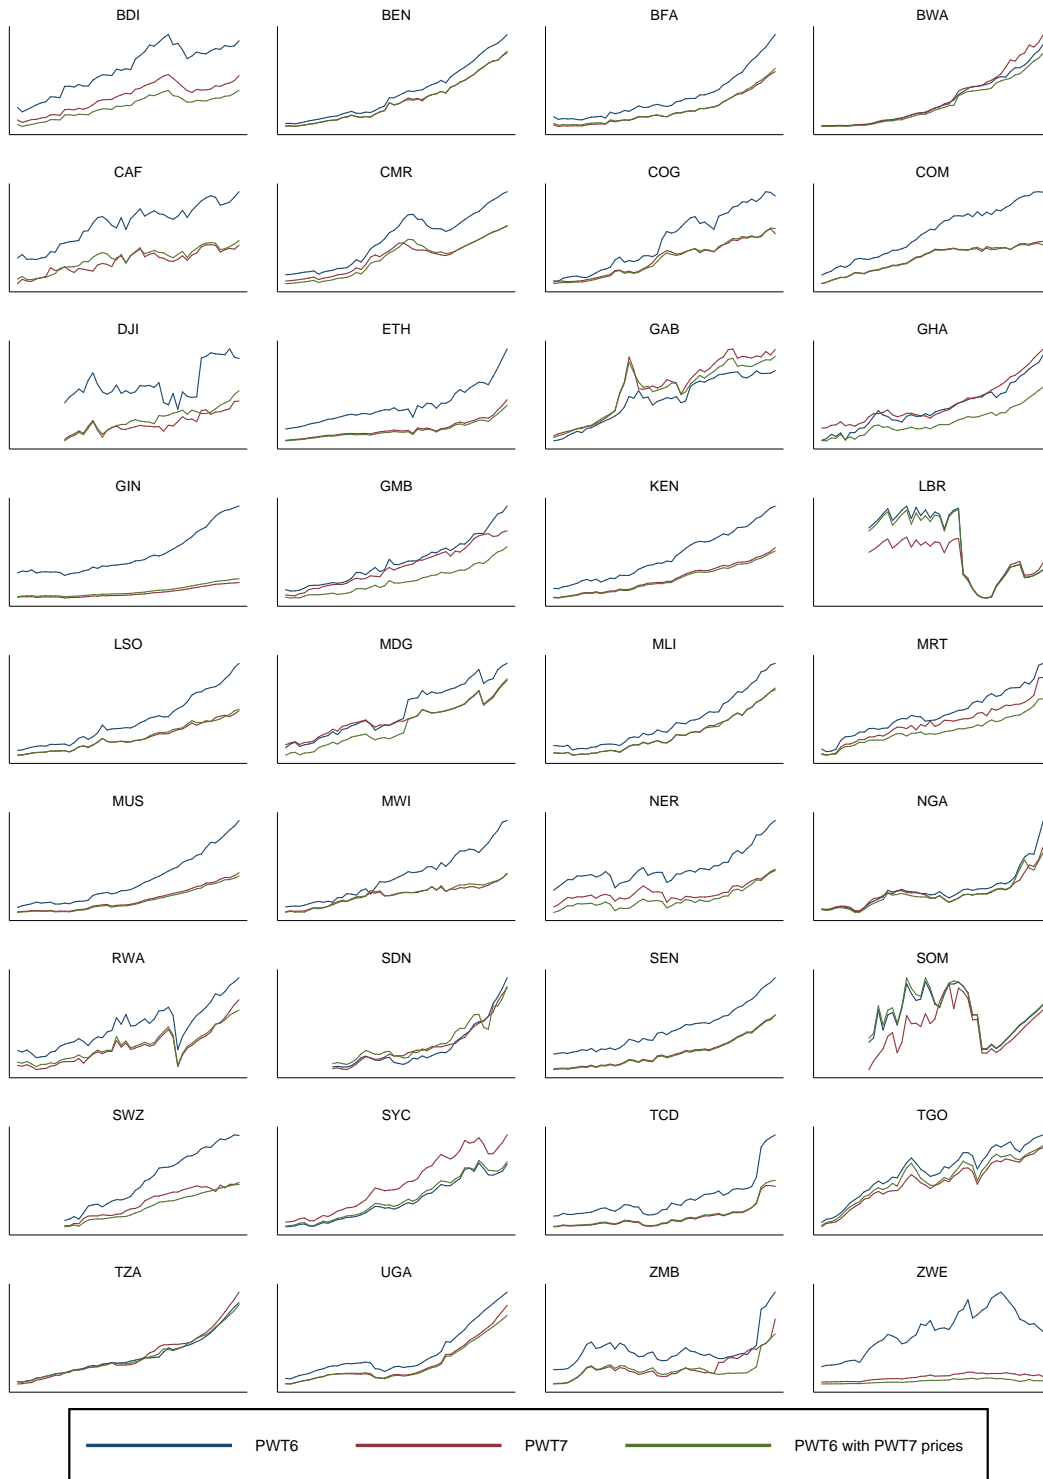 BDI BEN BFA BWA
CAF CMR COG COM
DJI ETH GAB GHA
GIN GMB KEN LBR
LSO MDG MLI MRT
MUS MWI NER NGA
RWA SDN SEN SOM
SWZ SYC TCD TGO
TZA UGA ZMB ZWE
PWT6 PWT7 PWT6 with PWT7 prices